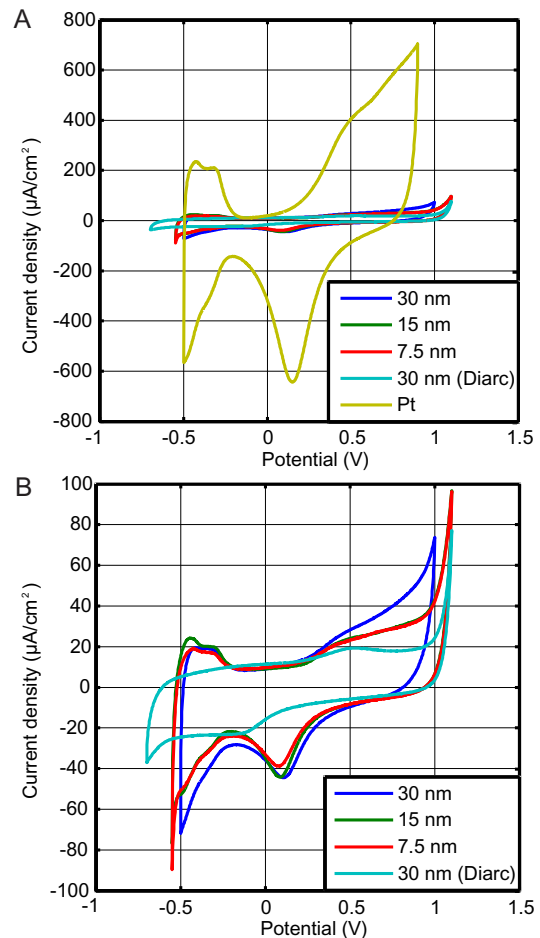 A
800
600
400
200
0
-200
-400
-600
-800
Current density (µA/cm²)
30 nm
15 nm
7.5 nm
30 nm (Diarc)
Pt
-1 -0.5 0 0.5 1 1.5
Potential (V)
B
100
80
60
40
20
0
-20
-40
-60
-80
-100
Current density (µA/cm²)
30 nm
15 nm
7.5 nm
30 nm (Diarc)
-1 -0.5 0 0.5 1 1.5
Potential (V)